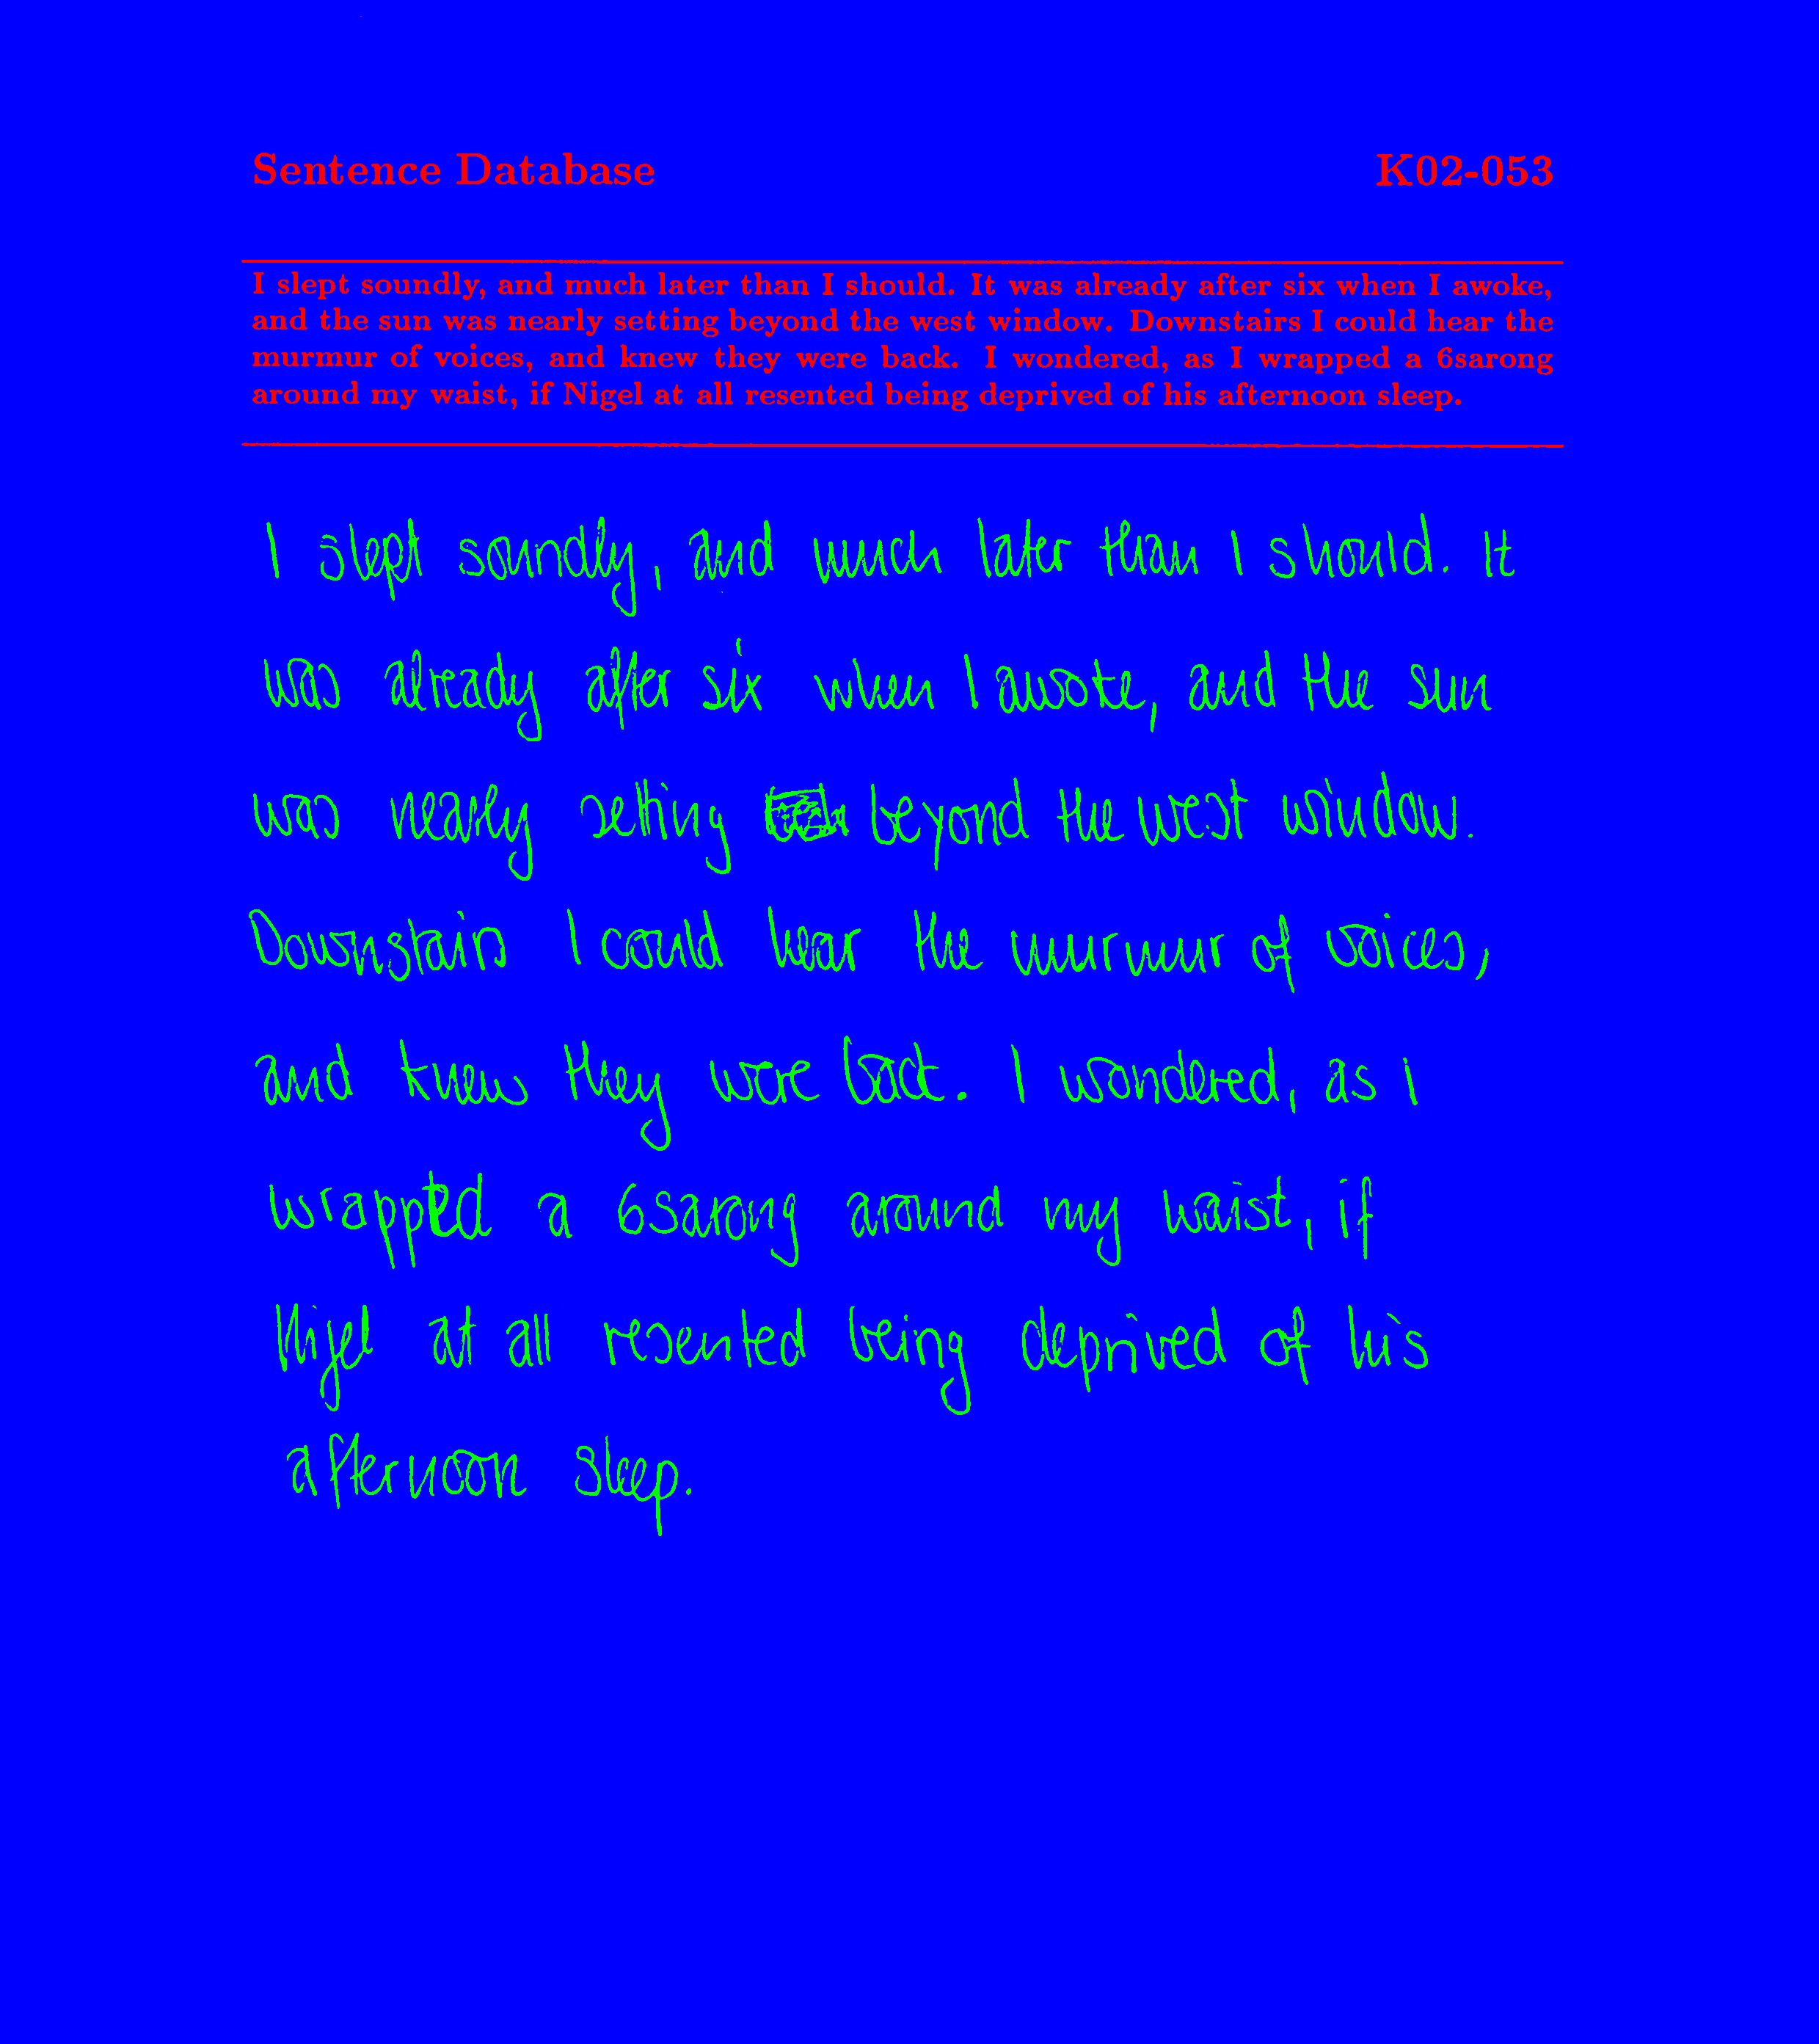 Sentence Database K02-053
I slept soundly, and much later than I should. It was already after six when I awoke,
and the sun was nearly setting beyond the west window. Downstairs I could hear the
murmur of voices, and knew they were back. I wondered, as I wrapped a 6sarong
around my waist, if Nigel at all resented being deprived of his afternoon sleep.
I slept soundly, and much later than I should. It
was already after six when I awoke, and the sun
was nearly setting beyond the west window.
Downstairs I could hear the murmur of voices,
and knew they were back. I wondered, as I
wrapped a 6sarong around my waist, if
Nigel at all resented being deprived of his
afternoon sleep.